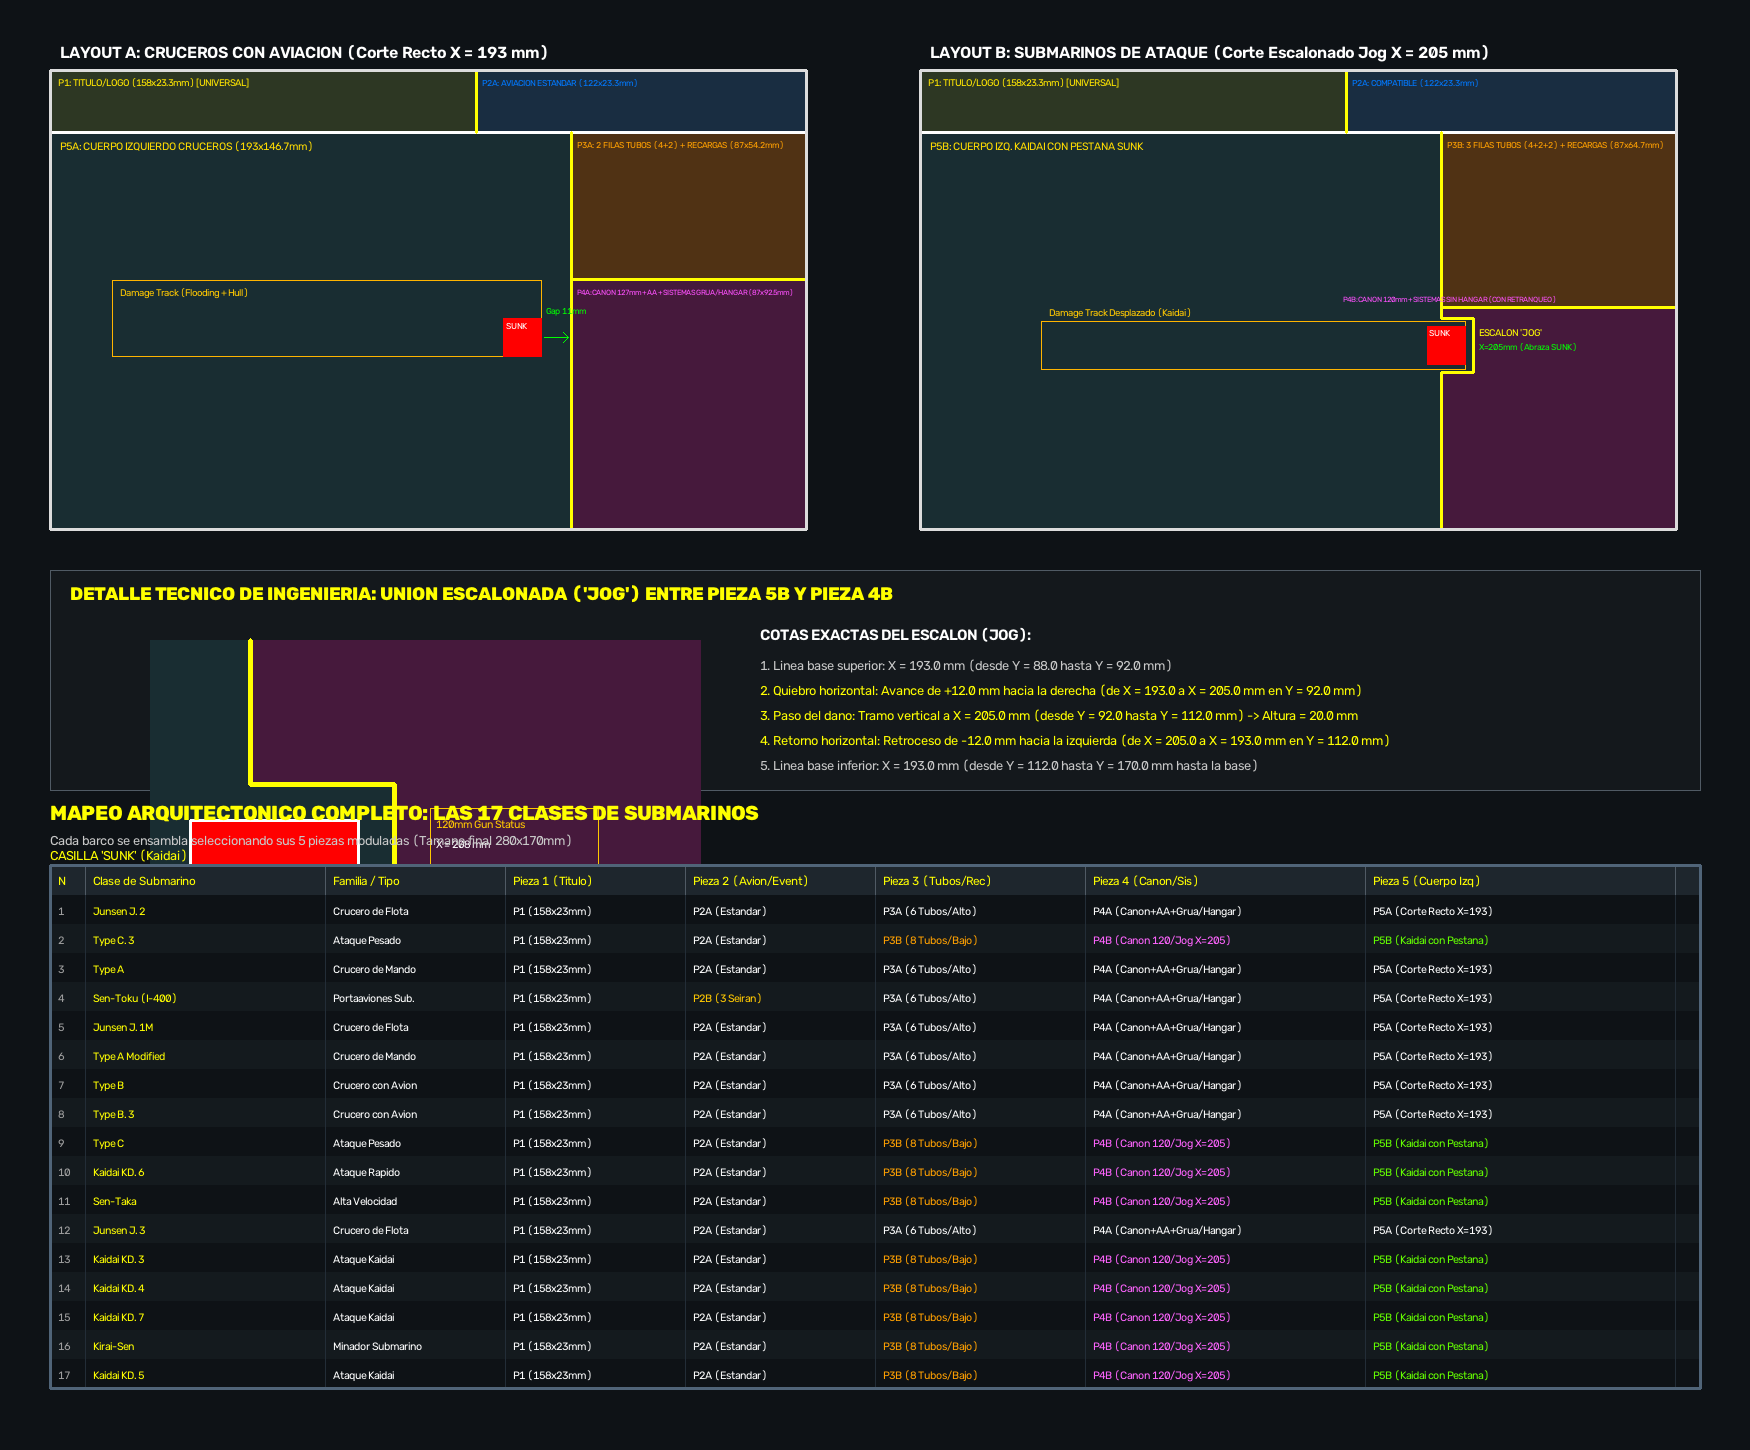 LAYOUT A: CRUCEROS CON AVIACION (Corte Recto X = 193 mm)
P1: TITULO/LOGO (158x23.3mm) [UNIVERSAL]
P2A: AVIACION ESTANDAR (122x23.3mm)
P5A: CUERPO IZQUIERDO CRUCEROS (193x146.7mm)
P3A: 2 FILAS TUBOS (4+2) + RECARGAS (87x54.2mm)
Damage Track (Flooding + Hull)
P4A: CANON 127mm + AA + SISTEMAS GRUA/HANGAR (87x92.5mm)
Gap 11mm
SUNK
LAYOUT B: SUBMARINOS DE ATAQUE (Corte Escalonado Jog X = 205 mm)
P1: TITULO/LOGO (158x23.3mm) [UNIVERSAL]
P2A: COMPATIBLE (122x23.3mm)
P5B: CUERPO IZQ. KAIDAI CON PESTANA SUNK
P3B: 3 FILAS TUBOS (4+2+2) + RECARGAS (87x64.7mm)
P4B: CANON 120mm + SISTEMAS SIN HANGAR (CON RETRANQUEO)
Damage Track Desplazado (Kaidai)
SUNK
ESCALON 'JOG'
X=205mm (Abraza SUNK)
DETALLE TECNICO DE INGENIERIA: UNION ESCALONADA ('JOG') ENTRE PIEZA 5B Y PIEZA 4B
COTAS EXACTAS DEL ESCALON (JOG):
1. Linea base superior: X = 193.0 mm (desde Y = 88.0 hasta Y = 92.0 mm)
2. Quiebro horizontal: Avance de +12.0 mm hacia la derecha (de X = 193.0 a X = 205.0 mm en Y = 92.0 mm)
3. Paso del dano: Tramo vertical a X = 205.0 mm (desde Y = 92.0 hasta Y = 112.0 mm) -> Altura = 20.0 mm
4. Retorno horizontal: Retroceso de -12.0 mm hacia la izquierda (de X = 205.0 a X = 193.0 mm en Y = 112.0 mm)
5. Linea base inferior: X = 193.0 mm (desde Y = 112.0 hasta Y = 170.0 mm hasta la base)
MAPEO ARQUITECTONICO COMPLETO: LAS 17 CLASES DE SUBMARINOS
120mm Gun Status
Cada barco se ensambla seleccionando sus 5 piezas moduladas (Tamano final 280x170mm)
X = 208 mm
CASILLA 'SUNK' (Kaidai)
N Clase de Submarino Familia / Tipo Pieza 1 (Titulo) Pieza 2 (Avion/Event) Pieza 3 (Tubos/Rec) Pieza 4 (Canon/Sis) Pieza 5 (Cuerpo Izq)
1 Junsen J. 2 Crucero de Flota P1 (158x23mm) P2A (Estandar) P3A (6 Tubos/Alto) P4A (Canon+AA+Grua/Hangar) P5A (Corte Recto X=193)
2 Type C. 3 Ataque Pesado P1 (158x23mm) P2A (Estandar) P3B (8 Tubos/Bajo) P4B (Canon 120/Jog X=205) P5B (Kaidai con Pestana)
3 Type A Crucero de Mando P1 (158x23mm) P2A (Estandar) P3A (6 Tubos/Alto) P4A (Canon+AA+Grua/Hangar) P5A (Corte Recto X=193)
4 Sen-Toku (I-400) Portaaviones Sub. P1 (158x23mm) P2B (3 Seiran) P3A (6 Tubos/Alto) P4A (Canon+AA+Grua/Hangar) P5A (Corte Recto X=193)
5 Junsen J. 1M Crucero de Flota P1 (158x23mm) P2A (Estandar) P3A (6 Tubos/Alto) P4A (Canon+AA+Grua/Hangar) P5A (Corte Recto X=193)
6 Type A Modified Crucero de Mando P1 (158x23mm) P2A (Estandar) P3A (6 Tubos/Alto) P4A (Canon+AA+Grua/Hangar) P5A (Corte Recto X=193)
7 Type B Crucero con Avion P1 (158x23mm) P2A (Estandar) P3A (6 Tubos/Alto) P4A (Canon+AA+Grua/Hangar) P5A (Corte Recto X=193)
8 Type B. 3 Crucero con Avion P1 (158x23mm) P2A (Estandar) P3A (6 Tubos/Alto) P4A (Canon+AA+Grua/Hangar) P5A (Corte Recto X=193)
9 Type C Ataque Pesado P1 (158x23mm) P2A (Estandar) P3B (8 Tubos/Bajo) P4B (Canon 120/Jog X=205) P5B (Kaidai con Pestana)
10 Kaidai KD. 6 Ataque Rapido P1 (158x23mm) P2A (Estandar) P3B (8 Tubos/Bajo) P4B (Canon 120/Jog X=205) P5B (Kaidai con Pestana)
11 Sen-Taka Alta Velocidad P1 (158x23mm) P2A (Estandar) P3B (8 Tubos/Bajo) P4B (Canon 120/Jog X=205) P5B (Kaidai con Pestana)
12 Junsen J. 3 Crucero de Flota P1 (158x23mm) P2A (Estandar) P3A (6 Tubos/Alto) P4A (Canon+AA+Grua/Hangar) P5A (Corte Recto X=193)
13 Kaidai KD. 3 Ataque Kaidai P1 (158x23mm) P2A (Estandar) P3B (8 Tubos/Bajo) P4B (Canon 120/Jog X=205) P5B (Kaidai con Pestana)
14 Kaidai KD. 4 Ataque Kaidai P1 (158x23mm) P2A (Estandar) P3B (8 Tubos/Bajo) P4B (Canon 120/Jog X=205) P5B (Kaidai con Pestana)
15 Kaidai KD. 7 Ataque Kaidai P1 (158x23mm) P2A (Estandar) P3B (8 Tubos/Bajo) P4B (Canon 120/Jog X=205) P5B (Kaidai con Pestana)
16 Kirai-Sen Minador Submarino P1 (158x23mm) P2A (Estandar) P3B (8 Tubos/Bajo) P4B (Canon 120/Jog X=205) P5B (Kaidai con Pestana)
17 Kaidai KD. 5 Ataque Kaidai P1 (158x23mm) P2A (Estandar) P3B (8 Tubos/Bajo) P4B (Canon 120/Jog X=205) P5B (Kaidai con Pestana)